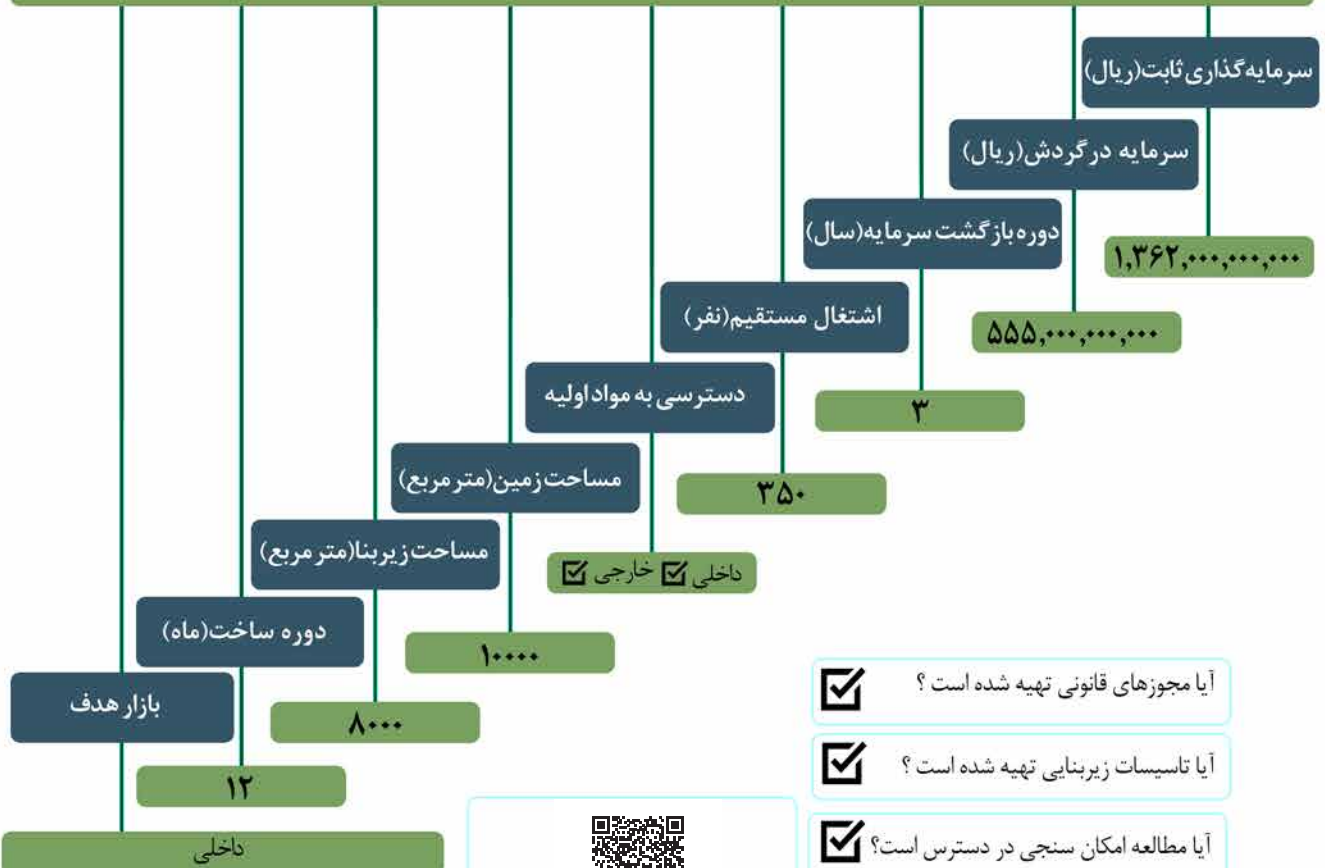 سرمایه‌گذاری ثابت(ریال)
۱,۳۶۲,۰۰۰,۰۰۰,۰۰۰
سرمایه در گردش(ریال)
۵۵۵,۰۰۰,۰۰۰,۰۰۰
دوره بازگشت سرمایه(سال)
۳
اشتغال مستقیم(نفر)
۳۵۰
دسترسی به مواد اولیه
داخلی ☑ خارجی ☑
مساحت زمین(متر مربع)
۱۰۰۰۰
مساحت زیربنا(متر مربع)
۸۰۰۰
دوره ساخت(ماه)
۱۲
بازار هدف
داخلی
آیا مجوزهای قانونی تهیه شده است ؟ ☑
آیا تاسیسات زیربنایی تهیه شده است ؟ ☑
آیا مطالعه امکان سنجی در دسترس است؟ ☑